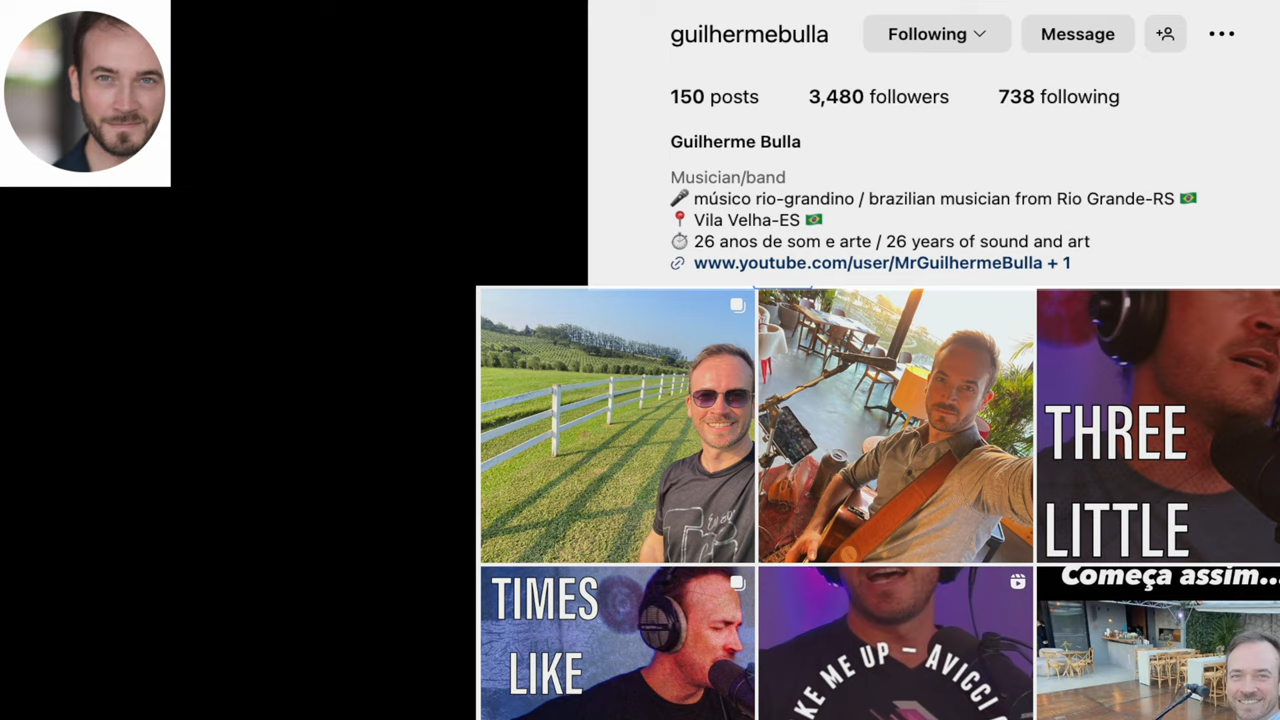 guilhermebulla
Following
Message
150 posts
3,480 followers
738 following
Guilherme Bulla
Musician/band
🎤 músico rio-grandino / brazilian musician from Rio Grande-RS 🇧🇷
📍 Vila Velha-ES 🇧🇷
⏱️ 26 anos de som e arte / 26 years of sound and art
www.youtube.com/user/MrGuilhermeBulla + 1
THREE
LITTLE
TIMES
LIKE
KE ME UP – AVICCI
Começa assim...